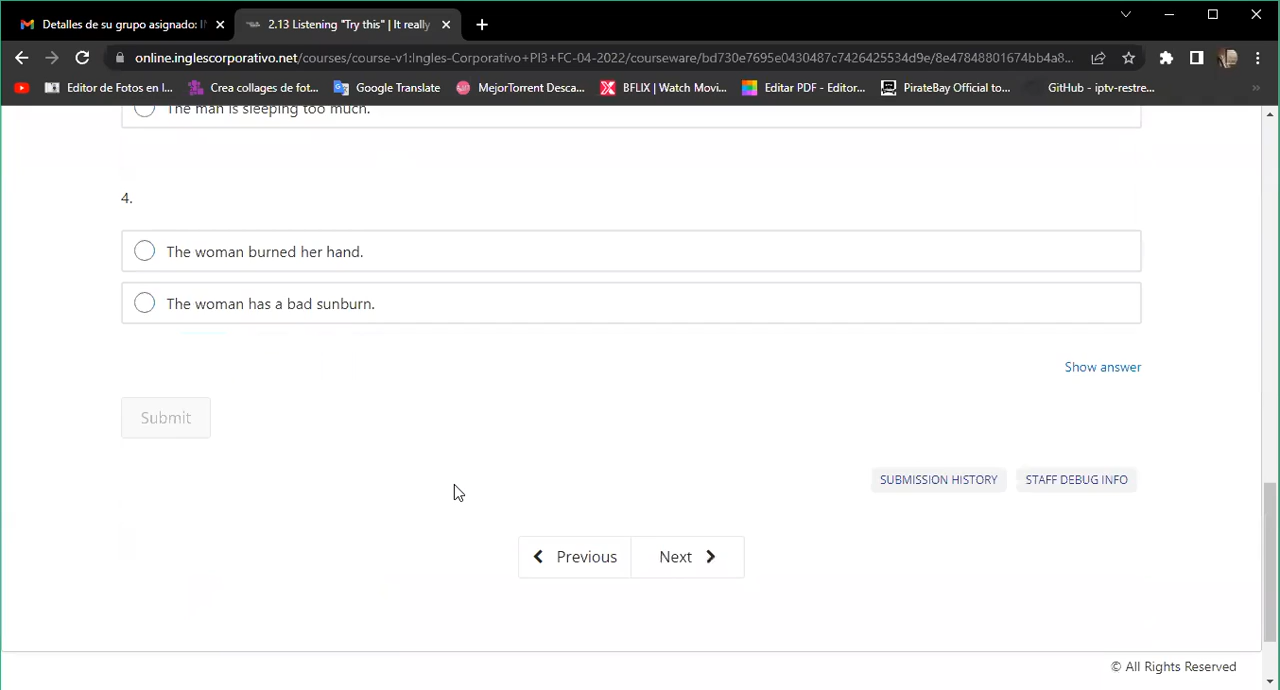 Detalles de su grupo asignado: I
2.13 Listening "Try this" | It really
online.inglescorporativo.net/courses/course-v1:Ingles-Corporativo+PI3+FC-04-2022/courseware/bd730e7695e0430487c7426425534d9e/8e47848801674bb4a8...
Editor de Fotos en l...
Crea collages de fot...
Google Translate
MejorTorrent Desca...
BFLIX | Watch Movi...
Editar PDF - Editor...
PirateBay Official to...
GitHub - iptv-restre...
»
The man is sleeping too much.
4.
The woman burned her hand.
The woman has a bad sunburn.
Show answer
Submit
SUBMISSION HISTORY
STAFF DEBUG INFO
Previous
Next
© All Rights Reserved